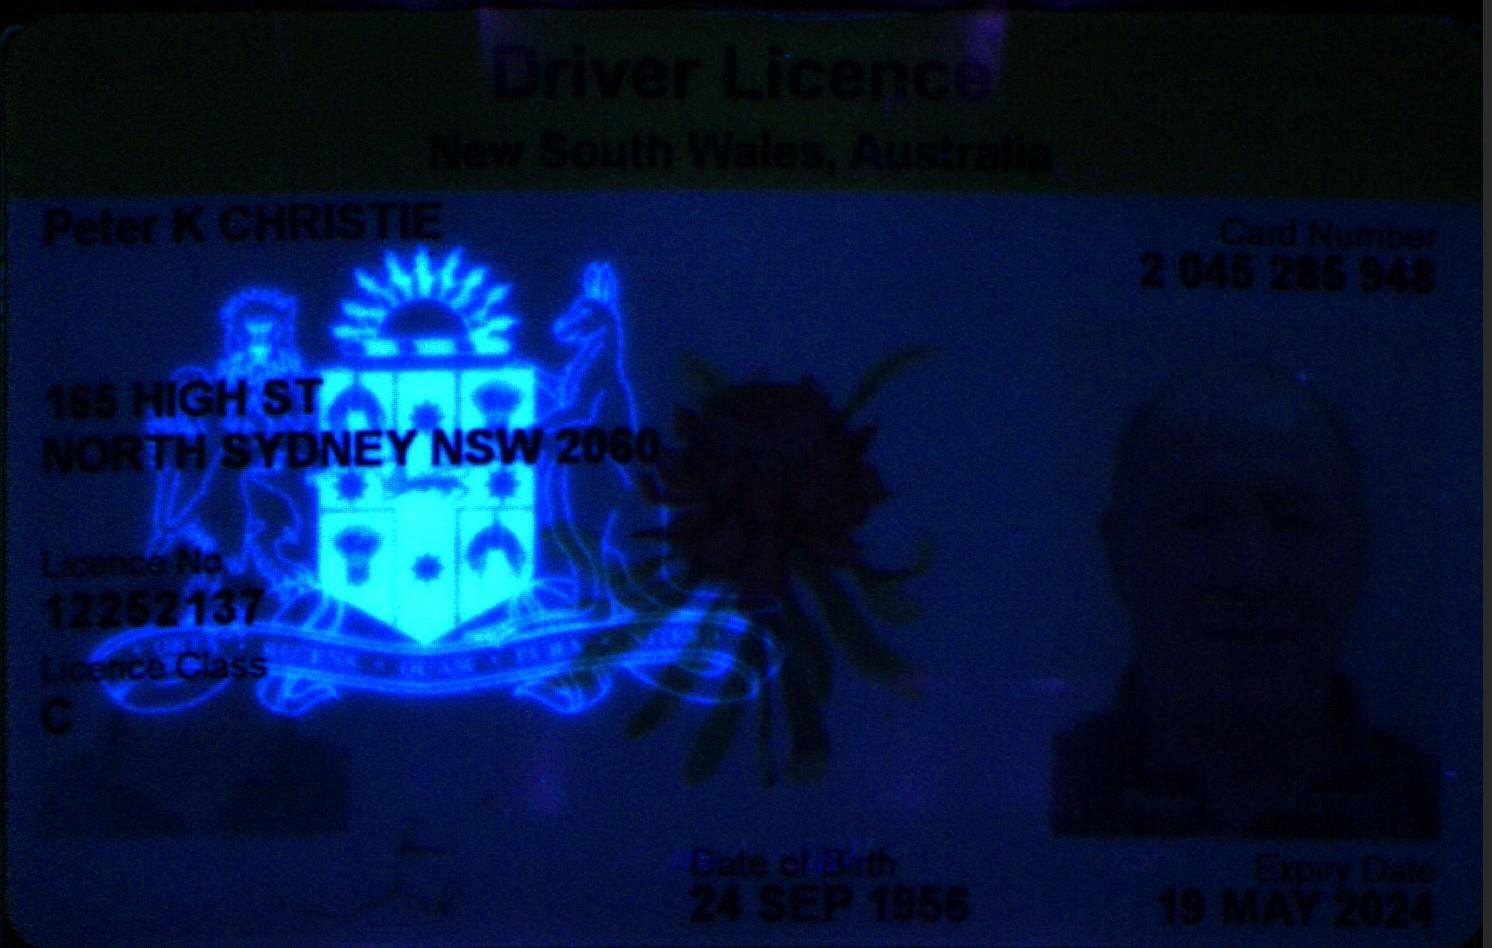 Driver Licence
New South Wales, Australia
Peter K CHRISTIE
Card Number
2 045 285 948
165 HIGH ST
NORTH SYDNEY NSW 2060
Licence No.
12252137
Licence Class
C
Date of Birth
24 SEP 1956
Expiry Date
19 MAY 2024